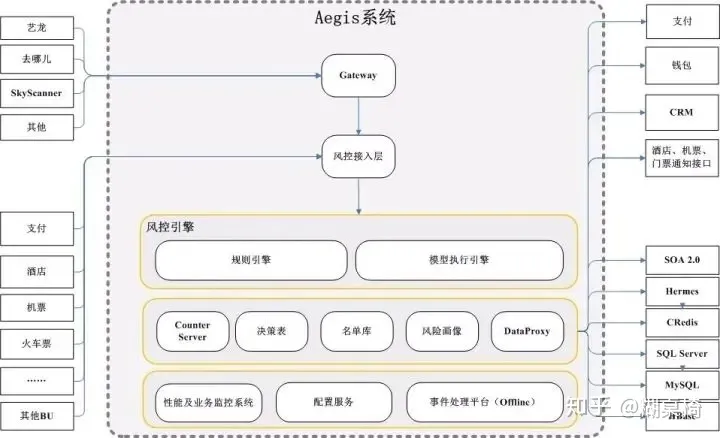 Aegis系统
艺龙
去哪儿
SkyScanner
其他
Gateway
风控接入层
支付
钱包
CRM
酒店、机票、
门票通知接口
支付
酒店
机票
火车票
......
其他BU
风控引擎
规则引擎
模型执行引擎
Counter
Server
决策表
名单库
风险画像
DataProxy
性能及业务监控系统
配置服务
事件处理平台(Offline)
SOA 2.0
Hermes
CRedis
SQL Server
MySQL
HBase
知乎 @湖桌椅